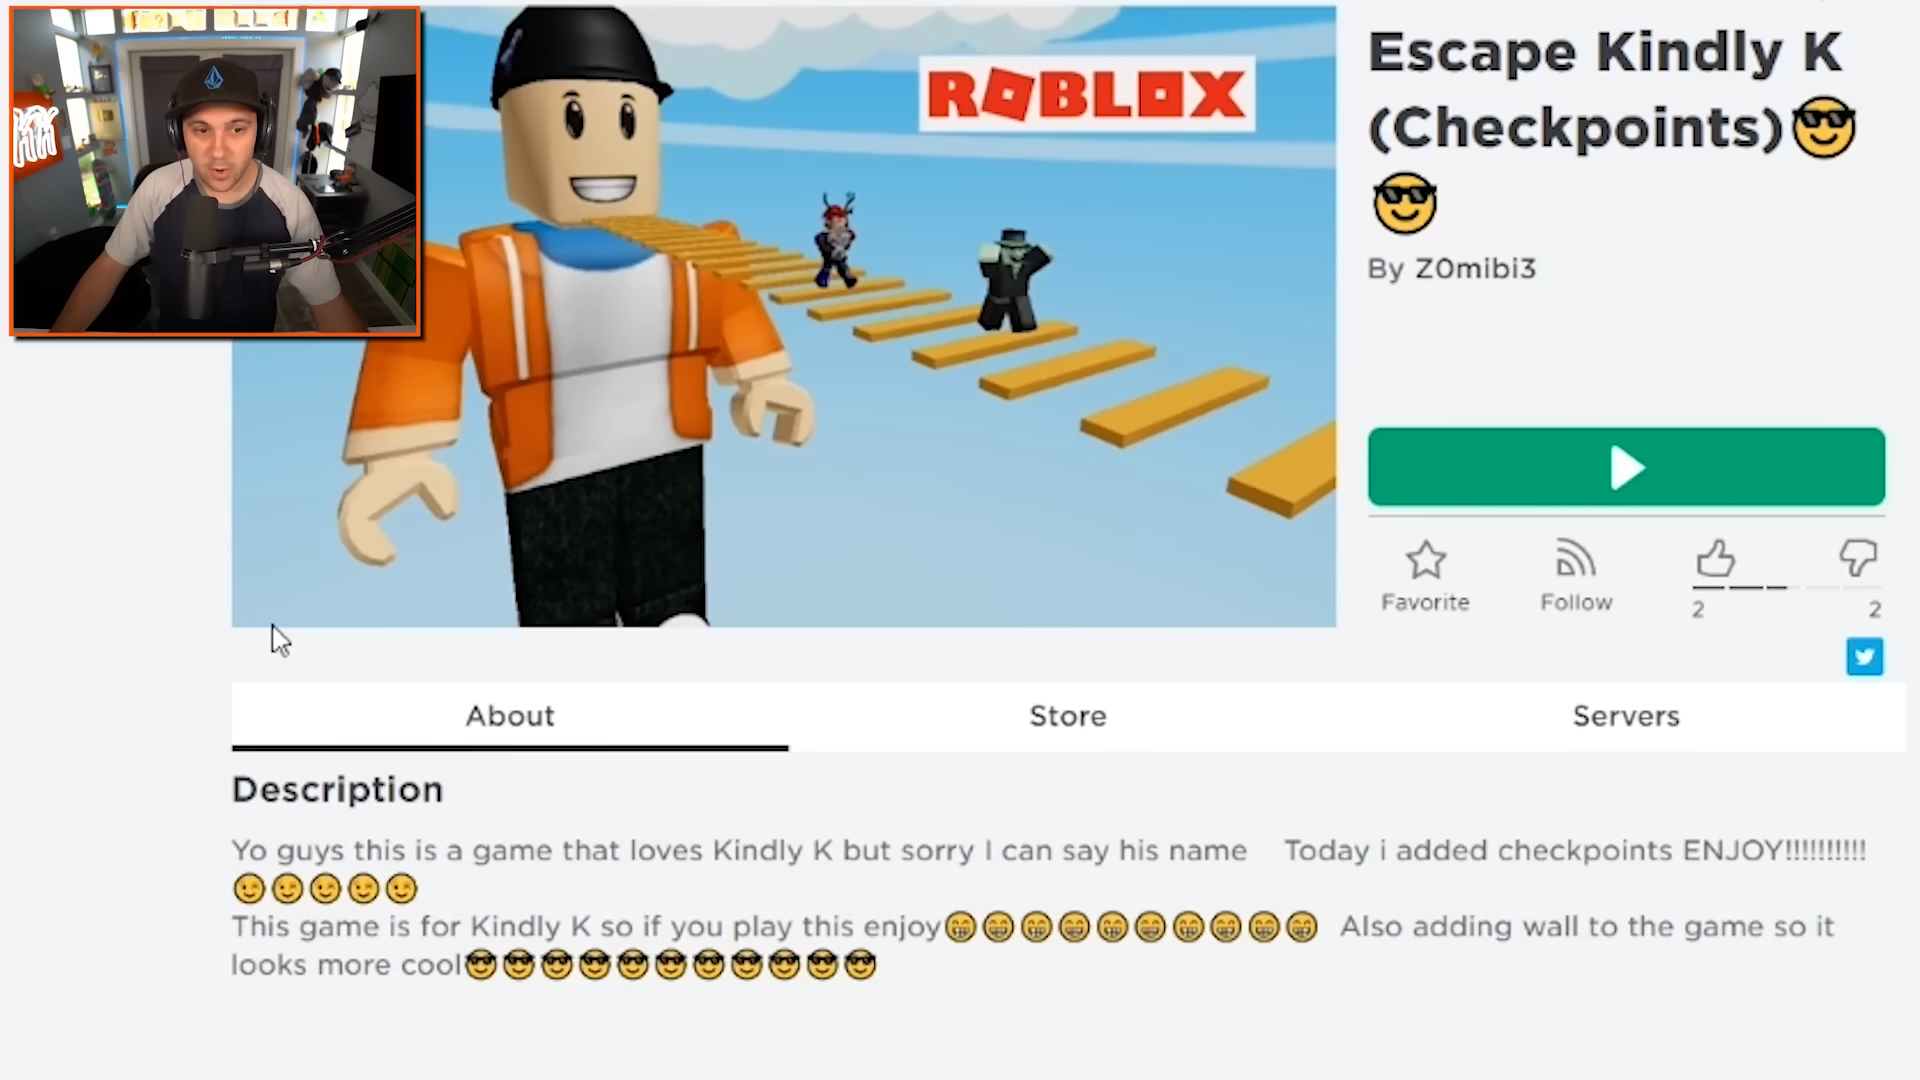 ROBLOX
Escape Kindly K
(Checkpoints)😎
😎
By Z0mibi3
Favorite
Follow
2
2
About
Store
Servers
Description
Yo guys this is a game that loves Kindly K but sorry I can say his name Today i added checkpoints ENJOY!!!!!!!!!!
😉😉😉😉😉
This game is for Kindly K so if you play this enjoy😁😁😁😁😁😁😁😁😁😁 Also adding wall to the game so it
looks more cool😎😎😎😎😎😎😎😎😎😎😎